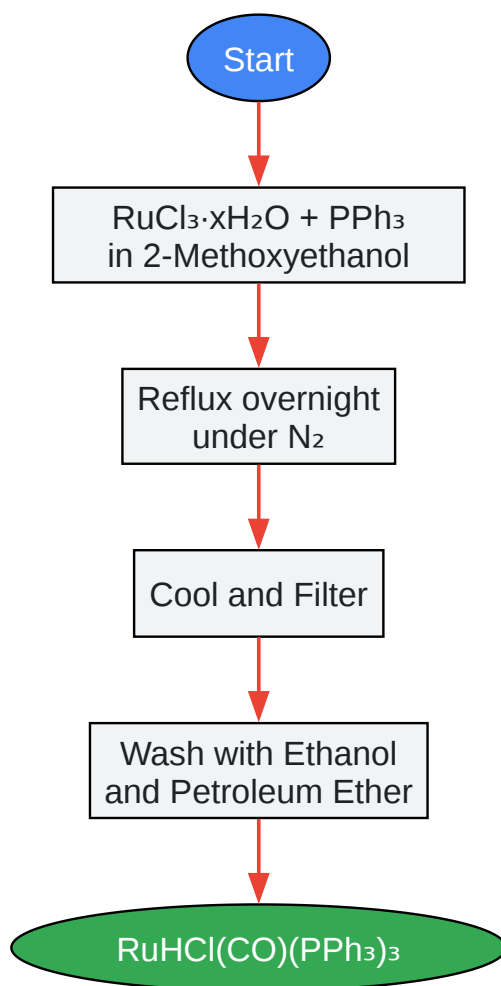 Start
RuCl₃·xH₂O + PPh₃
in 2-Methoxyethanol
Reflux overnight
under N₂
Cool and Filter
Wash with Ethanol
and Petroleum Ether
RuHCl(CO)(PPh₃)₃